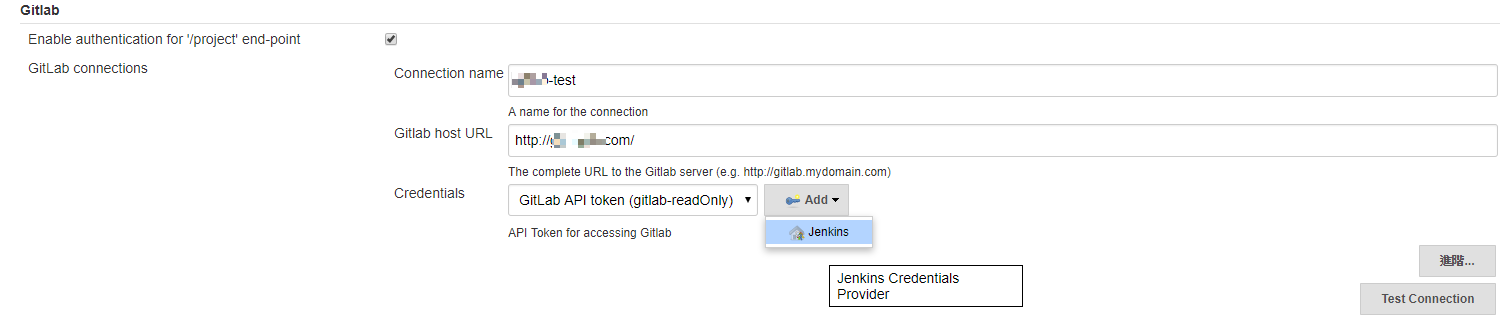 Gitlab
Enable authentication for '/project' end-point
GitLab connections
Connection name
-test
A name for the connection
Gitlab host URL
http://g com/
The complete URL to the Gitlab server (e.g. http://gitlab.mydomain.com)
Credentials
GitLab API token (gitlab-readOnly)
Add
API Token for accessing Gitlab
Jenkins
進階...
Jenkins Credentials
Provider
Test Connection